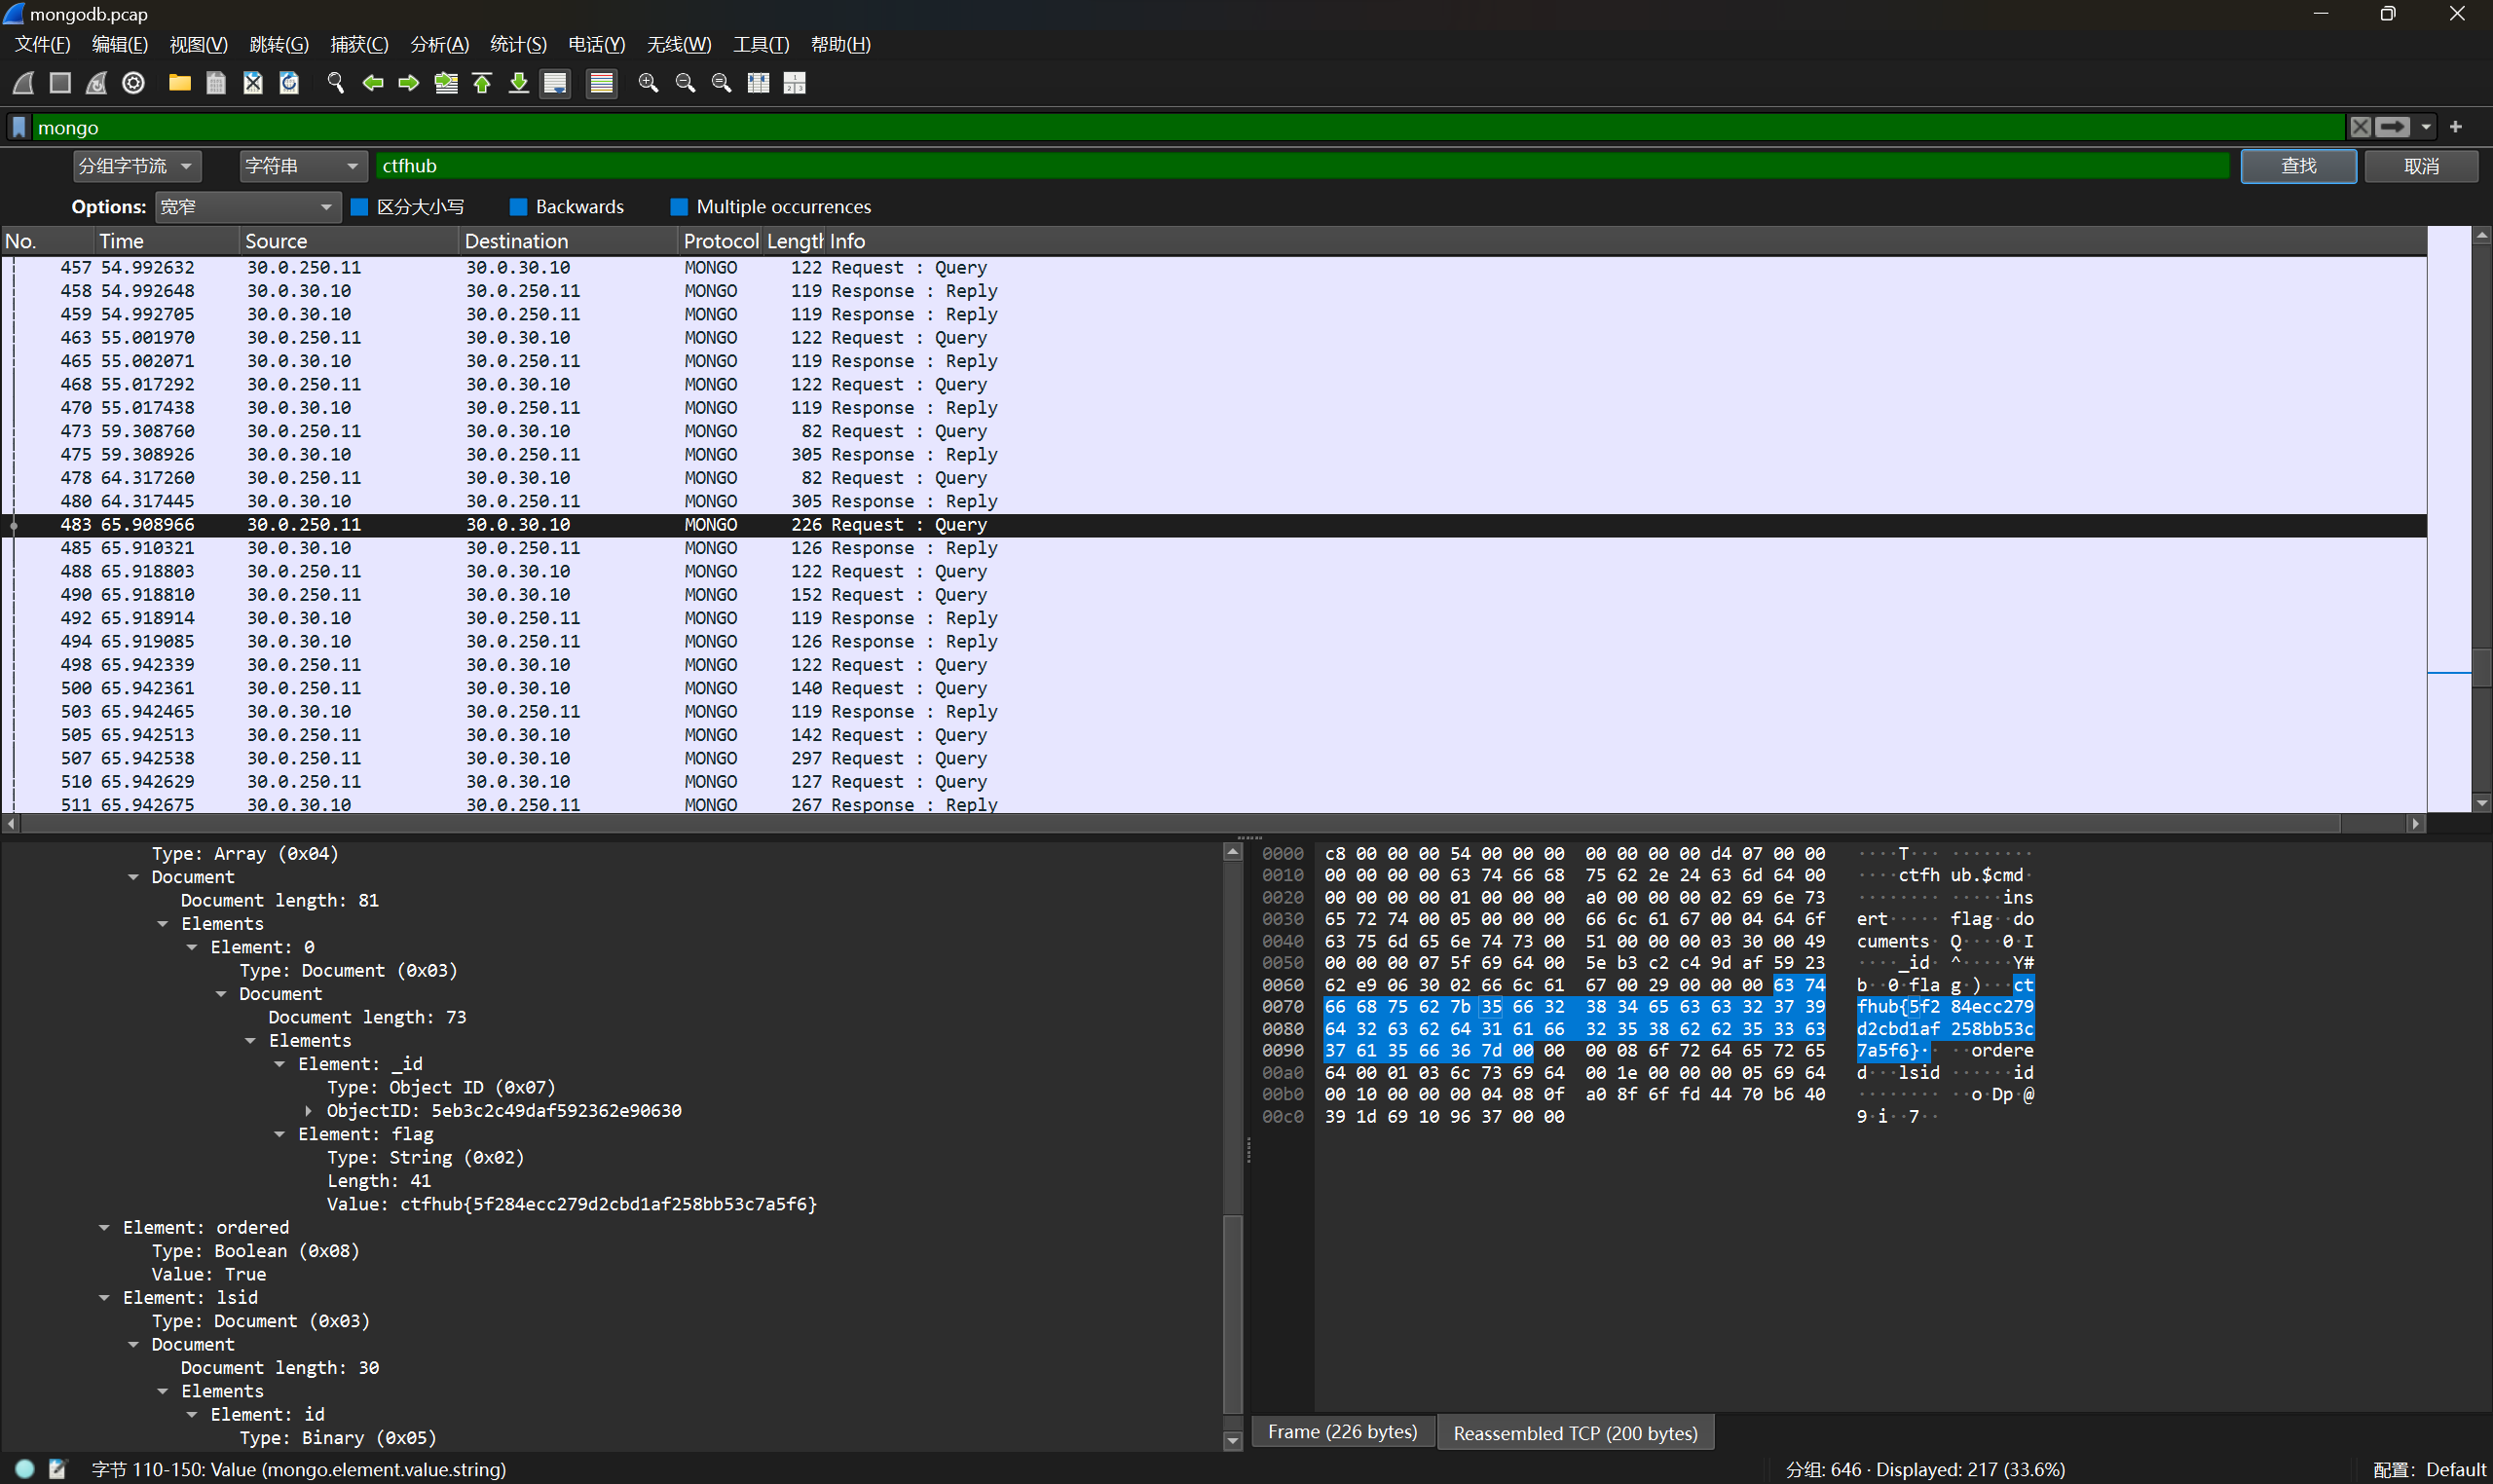 mongodb.pcap
文件(F) 编辑(E) 视图(V) 跳转(G) 捕获(C) 分析(A) 统计(S) 电话(Y) 无线(W) 工具(T) 帮助(H)
mongo
分组字节流 字符串 ctfhub 查找 取消
Options: 宽窄 区分大小写 Backwards Multiple occurrences
No. Time Source Destination Protocol Length Info
457 54.992632 30.0.250.11 30.0.30.10 MONGO 122 Request : Query
458 54.992648 30.0.30.10 30.0.250.11 MONGO 119 Response : Reply
459 54.992705 30.0.30.10 30.0.250.11 MONGO 119 Response : Reply
463 55.001970 30.0.250.11 30.0.30.10 MONGO 122 Request : Query
465 55.002071 30.0.30.10 30.0.250.11 MONGO 119 Response : Reply
468 55.017292 30.0.250.11 30.0.30.10 MONGO 122 Request : Query
470 55.017438 30.0.30.10 30.0.250.11 MONGO 119 Response : Reply
473 59.308760 30.0.250.11 30.0.30.10 MONGO 82 Request : Query
475 59.308926 30.0.30.10 30.0.250.11 MONGO 305 Response : Reply
478 64.317260 30.0.250.11 30.0.30.10 MONGO 82 Request : Query
480 64.317445 30.0.30.10 30.0.250.11 MONGO 305 Response : Reply
483 65.908966 30.0.250.11 30.0.30.10 MONGO 226 Request : Query
485 65.910321 30.0.30.10 30.0.250.11 MONGO 126 Response : Reply
488 65.918803 30.0.250.11 30.0.30.10 MONGO 122 Request : Query
490 65.918810 30.0.250.11 30.0.30.10 MONGO 152 Request : Query
492 65.918914 30.0.30.10 30.0.250.11 MONGO 119 Response : Reply
494 65.919085 30.0.30.10 30.0.250.11 MONGO 126 Response : Reply
498 65.942339 30.0.250.11 30.0.30.10 MONGO 122 Request : Query
500 65.942361 30.0.250.11 30.0.30.10 MONGO 140 Request : Query
503 65.942465 30.0.30.10 30.0.250.11 MONGO 119 Response : Reply
505 65.942513 30.0.250.11 30.0.30.10 MONGO 142 Request : Query
507 65.942538 30.0.250.11 30.0.30.10 MONGO 297 Request : Query
510 65.942629 30.0.250.11 30.0.30.10 MONGO 127 Request : Query
511 65.942675 30.0.30.10 30.0.250.11 MONGO 267 Response : Reply
Type: Array (0x04)
Document
Document length: 81
Elements
Element: 0
Type: Document (0x03)
Document
Document length: 73
Elements
Element: _id
Type: Object ID (0x07)
ObjectID: 5eb3c2c49daf592362e90630
Element: flag
Type: String (0x02)
Length: 41
Value: ctfhub{5f284ecc279d2cbd1af258bb53c7a5f6}
Element: ordered
Type: Boolean (0x08)
Value: True
Element: lsid
Type: Document (0x03)
Document
Document length: 30
Elements
Element: id
Type: Binary (0x05)
0000 c8 00 00 00 54 00 00 00 00 00 00 00 d4 07 00 00 ····T··· ········
0010 00 00 00 00 63 74 66 68 75 62 2e 24 63 6d 64 00 ····ctfh ub.$cmd·
0020 00 00 00 00 01 00 00 00 a0 00 00 00 02 69 6e 73 ········ ·····ins
0030 65 72 74 00 05 00 00 00 66 6c 61 67 00 04 64 6f ert····· flag··do
0040 63 75 6d 65 6e 74 73 00 51 00 00 00 03 30 00 49 cuments· Q····0·I
0050 00 00 00 07 5f 69 64 00 5e b3 c2 c4 9d af 59 23 ····_id· ^·····Y#
0060 62 e9 06 30 02 66 6c 61 67 00 29 00 00 00 63 74 b··0·fla g·)···ct
0070 66 68 75 62 7b 35 66 32 38 34 65 63 63 32 37 39 fhub{5f2 84ecc279
0080 64 32 63 62 64 31 61 66 32 35 38 62 62 35 33 63 d2cbd1af 258bb53c
0090 37 61 35 66 36 7d 00 00 00 08 6f 72 64 65 72 65 7a5f6}·· ··ordere
00a0 64 00 01 03 6c 73 69 64 00 1e 00 00 00 05 69 64 d···lsid ······id
00b0 00 10 00 00 00 04 08 0f a0 8f 6f fd 44 70 b6 40 ········ ··o·Dp·@
00c0 39 1d 69 10 96 37 00 00 9·i··7··
Frame (226 bytes) Reassembled TCP (200 bytes)
字节 110-150: Value (mongo.element.value.string) 分组: 646 · Displayed: 217 (33.6%) 配置: Default